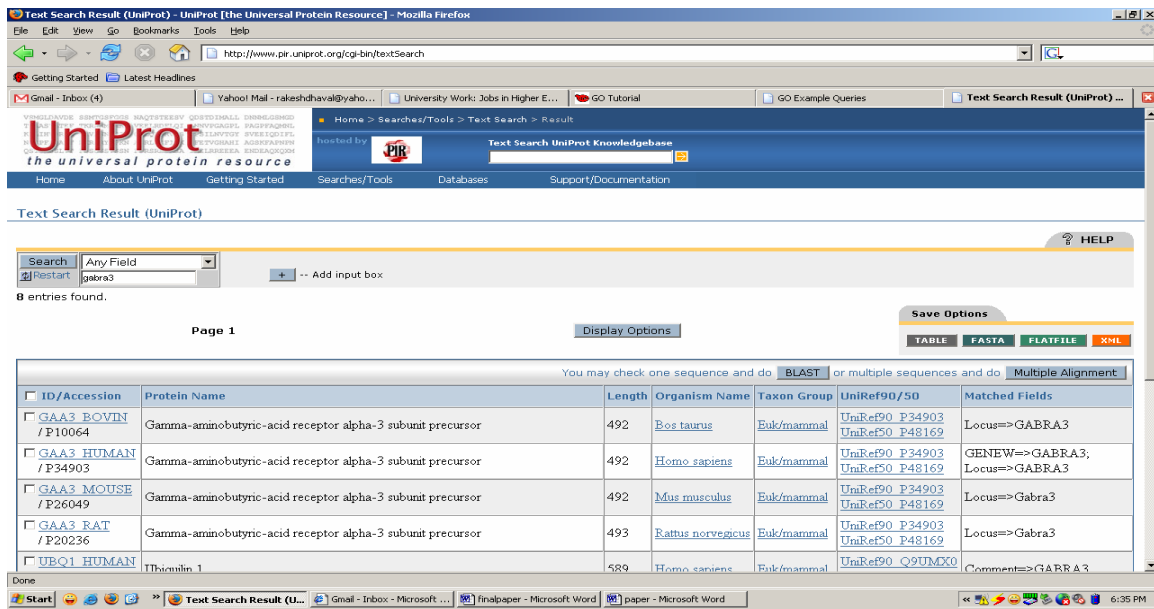 Text Search Result (UniProt) - UniProt [the Universal Protein Resource] - Mozilla Firefox
File Edit View Go Bookmarks Tools Help
http://www.pir.uniprot.org/cgi-bin/textSearch
G
Getting Started Latest Headlines
Gmail - Inbox (4) Yahoo! Mail - rakeshdhaval@yaho... University Work: Jobs in Higher E... GO Tutorial GO Example Queries Text Search Result (UniProt) ...
UniProt
the universal protein resource
Home > Searches/Tools > Text Search > Result
hosted by PIR
Text Search UniProt Knowledgebase
Home About UniProt Getting Started Searches/Tools Databases Support/Documentation
Text Search Result (UniProt)
? HELP
Search Any Field
Restart gabra3
+ -- Add input box
8 entries found.
Page 1
Display Options
Save Options
TABLE FASTA FLATFILE XML
You may check one sequence and do BLAST or multiple sequences and do Multiple Alignment
ID/Accession Protein Name Length Organism Name Taxon Group UniRef90/50 Matched Fields
GAA3_BOVIN / P10064 Gamma-aminobutyric-acid receptor alpha-3 subunit precursor 492 Bos taurus Euk/mammal UniRef90_P34903 UniRef50_P48169 Locus=>GABRA3
GAA3_HUMAN / P34903 Gamma-aminobutyric-acid receptor alpha-3 subunit precursor 492 Homo sapiens Euk/mammal UniRef90_P34903 UniRef50_P48169 GENEW=>GABRA3; Locus=>GABRA3
GAA3_MOUSE / P26049 Gamma-aminobutyric-acid receptor alpha-3 subunit precursor 492 Mus musculus Euk/mammal UniRef90_P34903 UniRef50_P48169 Locus=>Gabra3
GAA3_RAT / P20236 Gamma-aminobutyric-acid receptor alpha-3 subunit precursor 493 Rattus norvegicus Euk/mammal UniRef90_P34903 UniRef50_P48169 Locus=>Gabra3
UBQ1_HUMAN Ubiquilin 1 589 Homo sapiens Euk/mammal UniRef90_Q9UMX0 Comment=>GABRA3
Done
Start » Text Search Result (U... Gmail - Inbox - Microsoft ... finalpaper - Microsoft Word paper - Microsoft Word « 6:35 PM